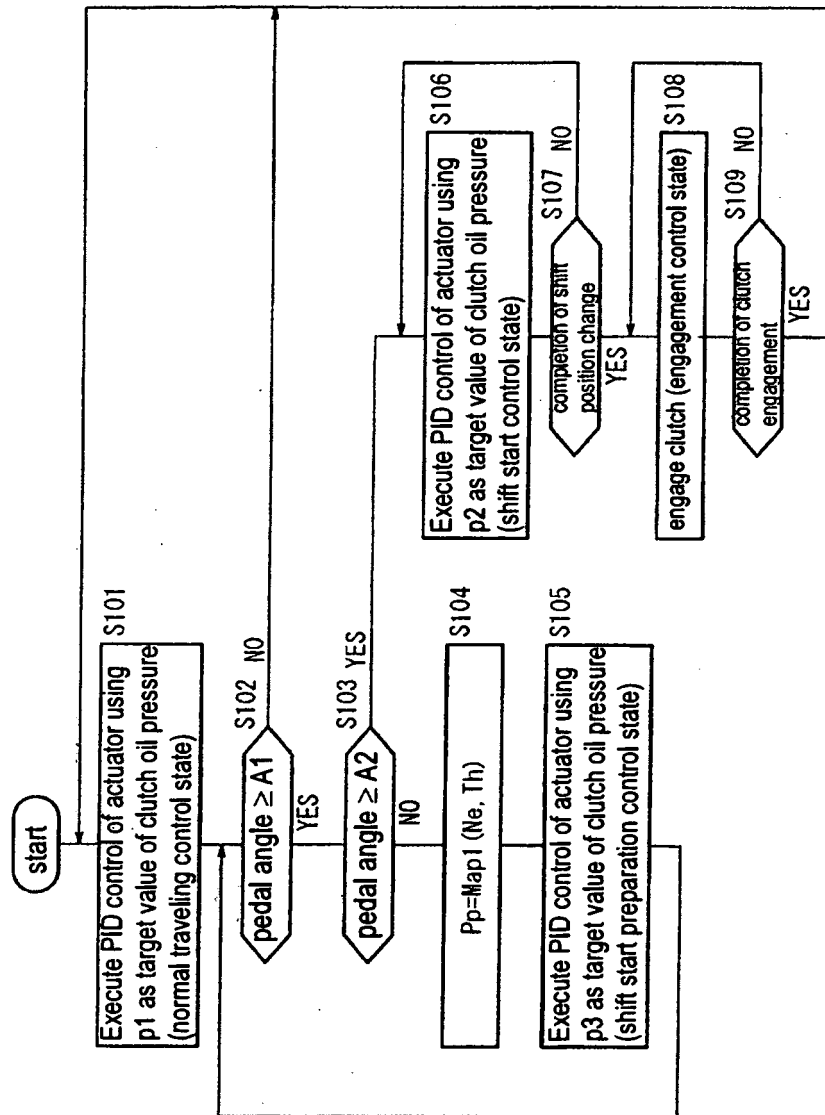 start
S101
Execute PID control of actuator using
p1 as target value of clutch oil pressure
(normal traveling control state)
S102
pedal angle ≥ A1
NO
YES
S103
pedal angle ≥ A2
YES
NO
S104
Pp=Map1 (Ne, Th)
S105
Execute PID control of actuator using
p3 as target value of clutch oil pressure
(shift start preparation control state)
S106
Execute PID control of actuator using
p2 as target value of clutch oil pressure
(shift start control state)
S107
completion of shift
position change
NO
YES
S108
engage clutch (engagement control state)
S109
completion of clutch
engagement
NO
YES